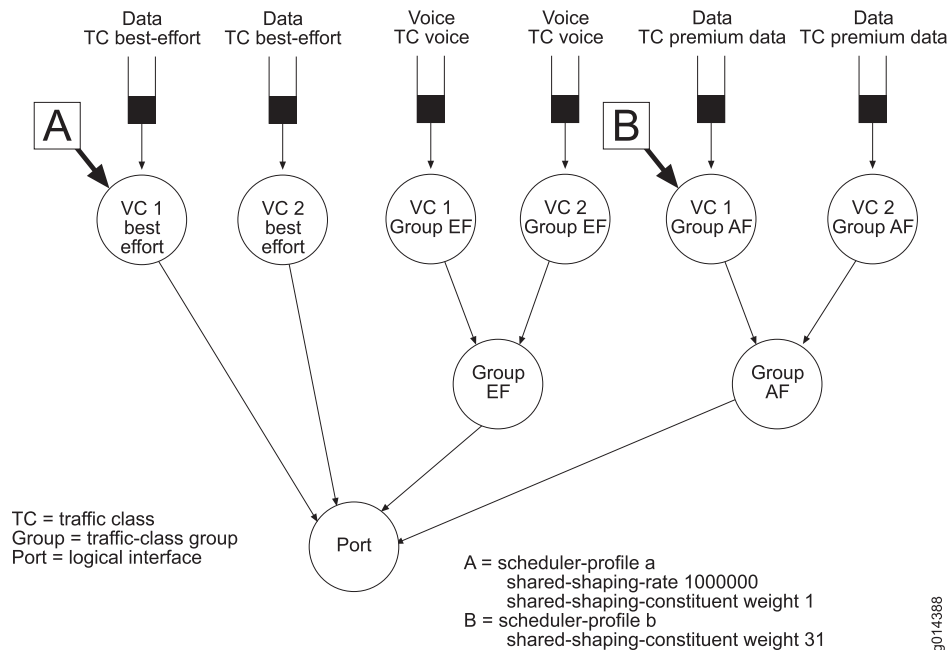 Data
TC best-effort
Data
TC best-effort
Voice
TC voice
Voice
TC voice
Data
TC premium data
Data
TC premium data
A
B
VC 1
best
effort
VC 2
best
effort
VC 1
Group EF
VC 2
Group EF
VC 1
Group AF
VC 2
Group AF
Group
EF
Group
AF
Port
TC = traffic class
Group = traffic-class group
Port = logical interface
A = scheduler-profile a
shared-shaping-rate 1000000
shared-shaping-constituent weight 1
B = scheduler-profile b
shared-shaping-constituent weight 31
g014388